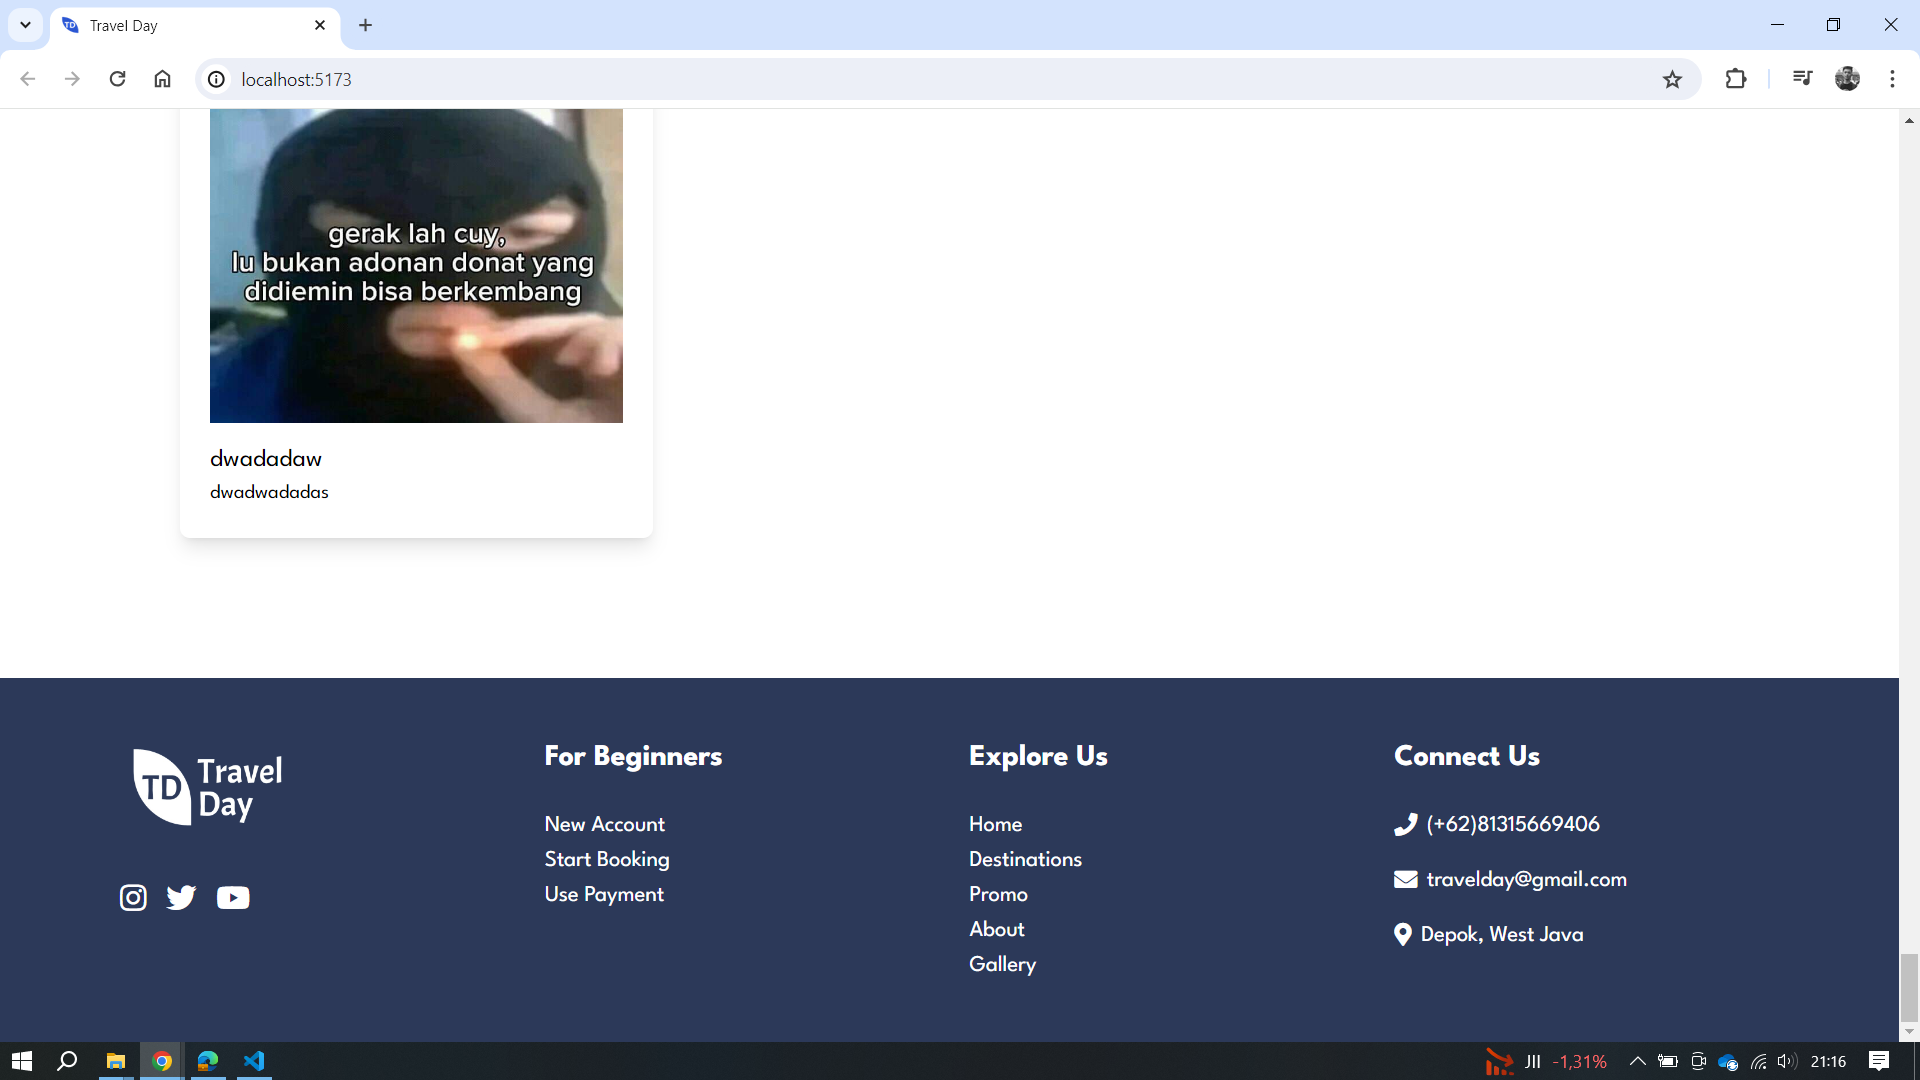 Travel Day
localhost:5173
gerak lah cuy,
lu bukan adonan donat yang
didiemin bisa berkembang
dwadadaw
dwadwadadas
TD Travel
Day
For Beginners
New Account
Start Booking
Use Payment
Explore Us
Home
Destinations
Promo
About
Gallery
Connect Us
(+62)81315669406
travelday@gmail.com
Depok, West Java
JII -1,31%
21:16